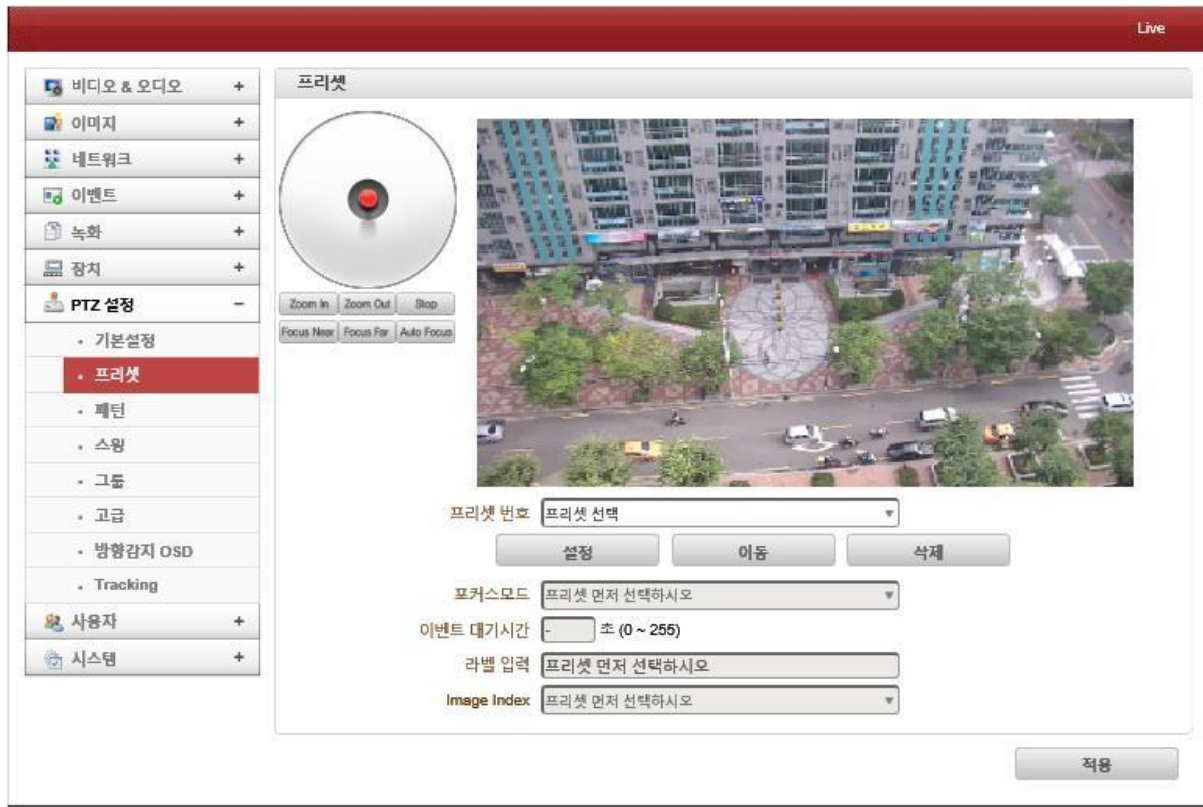 Live
비디오 & 오디오 +
이미지 +
네트워크 +
이벤트 +
녹화 +
장치 +
PTZ 설정 -
기본설정
프리셋
패턴
스윙
그룹
고급
방향감지 OSD
Tracking
사용자 +
시스템 +
프리셋
Zoom In Zoom Out Stop
Focus Near Focus Far Auto Focus
프리셋 번호 프리셋 선택
설정 이동 삭제
포커스모드 프리셋 먼저 선택하시오
이벤트 대기시간 - 초 (0 ~ 255)
라벨 입력 프리셋 먼저 선택하시오
Image Index 프리셋 먼저 선택하시오
적용